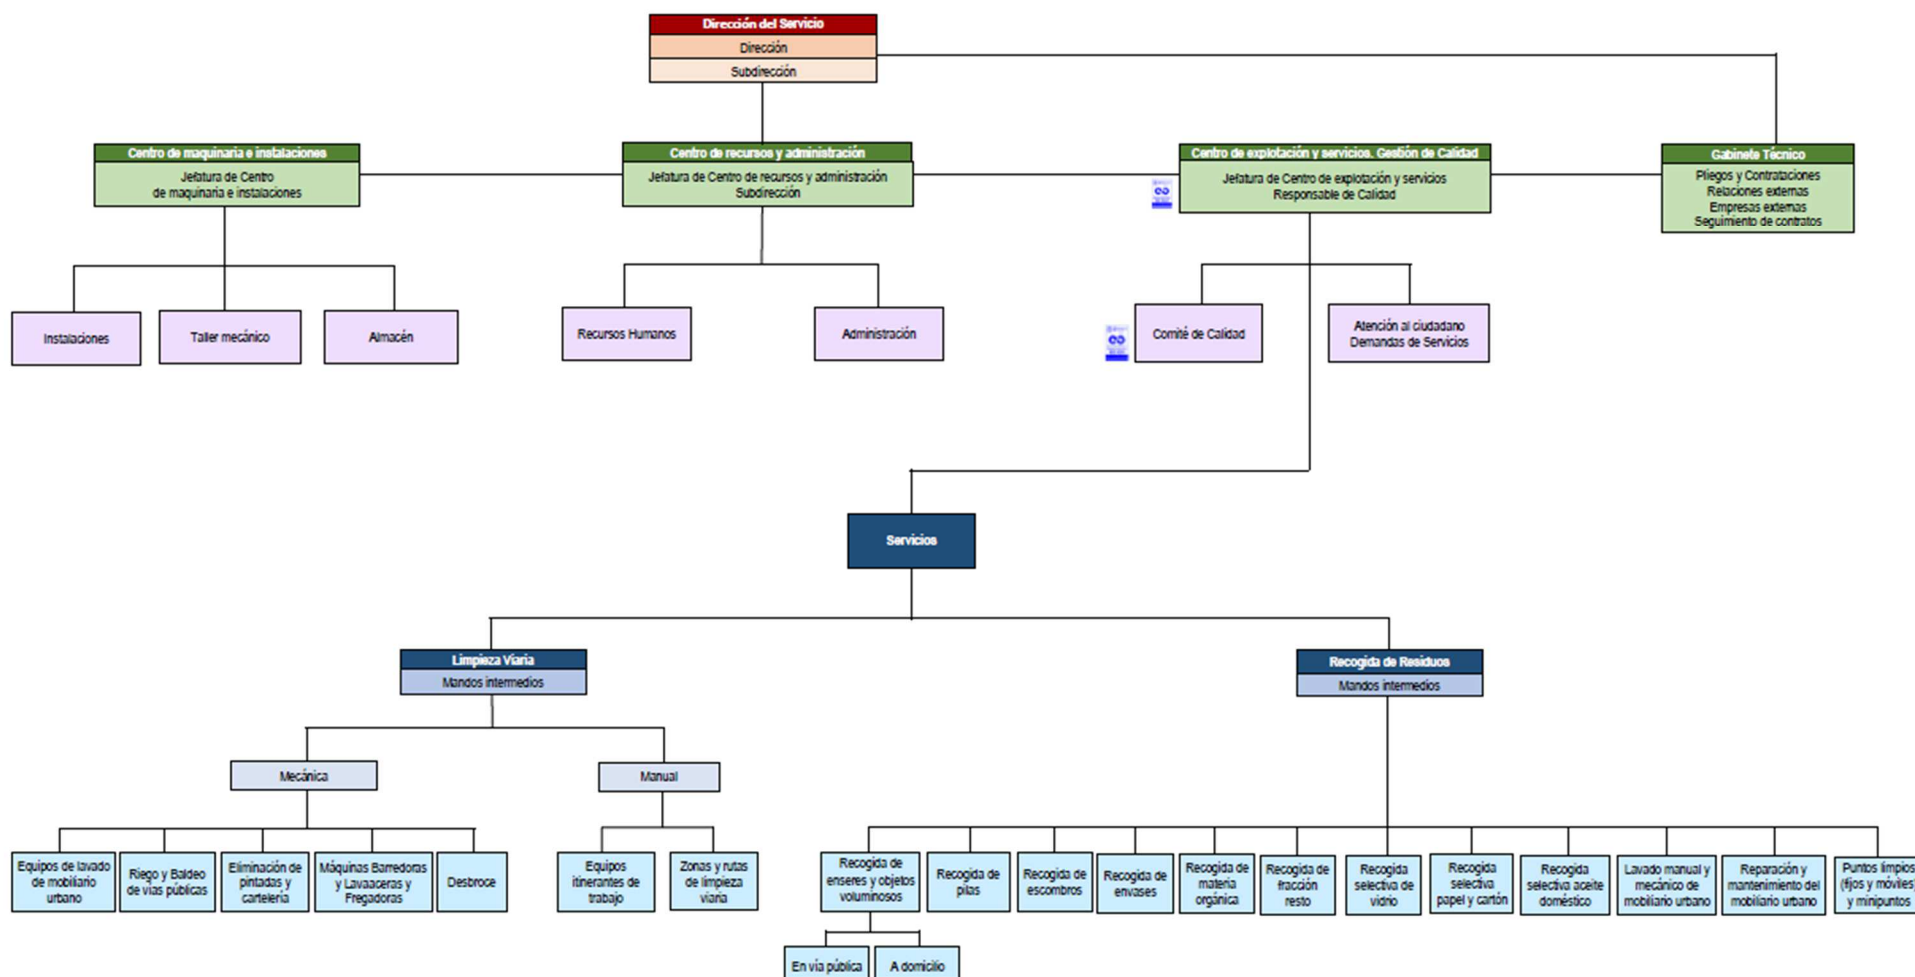 Dirección del Servicio
Dirección
Subdirección
Centro de maquinaria e instalaciones
Jefatura de Centro
de maquinaria e instalaciones
Centro de recursos y administración
Jefatura de Centro de recursos y administración
Subdirección
Centro de explotación y servicios. Gestión de Calidad
Jefatura de Centro de explotación y servicios
Responsable de Calidad
Gabinete Técnico
Pliegos y Contrataciones
Relaciones externas
Empresas externas
Seguimiento de contratos
Instalaciones
Taller mecánico
Almacén
Recursos Humanos
Administración
Comité de Calidad
Atención al ciudadano
Demandas de Servicios
Servicios
Limpieza Viaria
Mandos intermedios
Recogida de Residuos
Mandos intermedios
Mecánica
Manual
Equipos de lavado
de mobiliario
urbano
Riego y Baldeo
de vías públicas
Eliminación de
pintadas y
cartelería
Máquinas Barredoras
y Lavaaceras y
Fregadoras
Desbroce
Equipos
itinerantes de
trabajo
Zonas y rutas
de limpieza
viaria
Recogida de
enseres y objetos
voluminosos
Recogida de
pilas
Recogida de
escombros
Recogida de
envases
Recogida de
materia
orgánica
Recogida de
fracción
resto
Recogida
selectiva de
vidrio
Recogida
selectiva
papel y cartón
Recogida
selectiva aceite
doméstico
Lavado manual y
mecánico de
mobiliario urbano
Reparación y
mantenimiento del
mobiliario urbano
Puntos limpios
(fijos y móviles)
y minipuntos
En vía pública
A domicilio